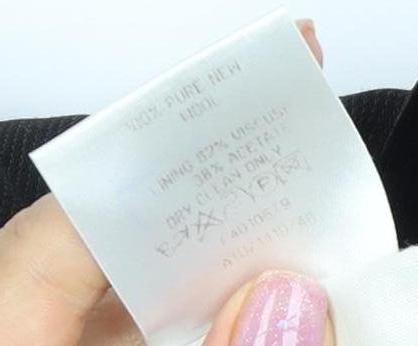 100% PURE NEW
WOOL
LINING 62% VISCOSE
38% ACETATE
DRY CLEAN ONLY